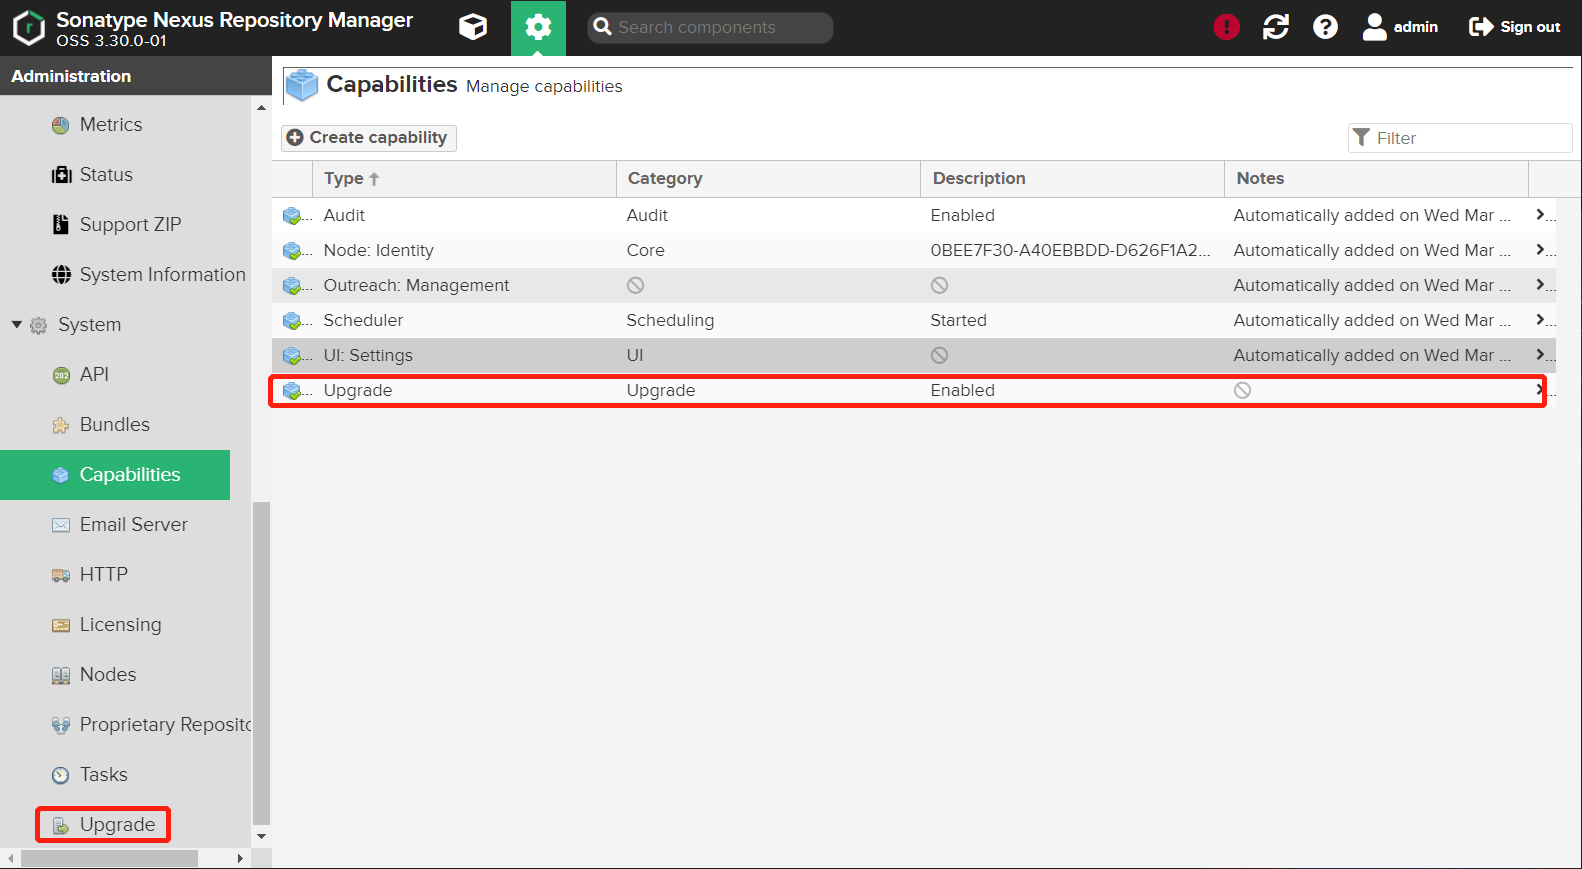 Sonatype Nexus Repository Manager
OSS 3.30.0-01
Search components
admin
Sign out
Administration
Metrics
Status
Support ZIP
System Information
System
API
Bundles
Capabilities
Email Server
HTTP
Licensing
Nodes
Proprietary Reposito
Tasks
Upgrade
Capabilities Manage capabilities
Create capability
Filter
Type Category Description Notes
... Audit Audit Enabled Automatically added on Wed Mar ... ...
... Node: Identity Core 0BEE7F30-A40EBBDD-D626F1A2... Automatically added on Wed Mar ... ...
... Outreach: Management Automatically added on Wed Mar ... ...
... Scheduler Scheduling Started Automatically added on Wed Mar ... ...
... UI: Settings UI Automatically added on Wed Mar ... ...
... Upgrade Upgrade Enabled ...